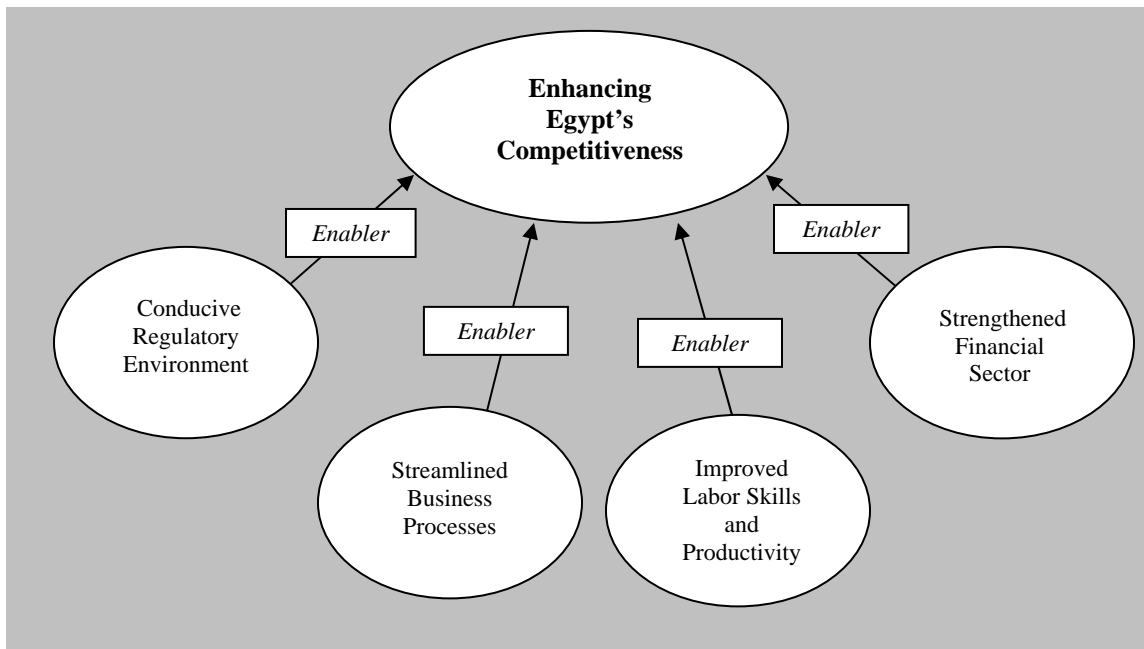 Enhancing
Egypt’s
Competitiveness
Enabler
Enabler
Enabler
Enabler
Conducive
Regulatory
Environment
Streamlined
Business
Processes
Improved
Labor Skills
and
Productivity
Strengthened
Financial
Sector